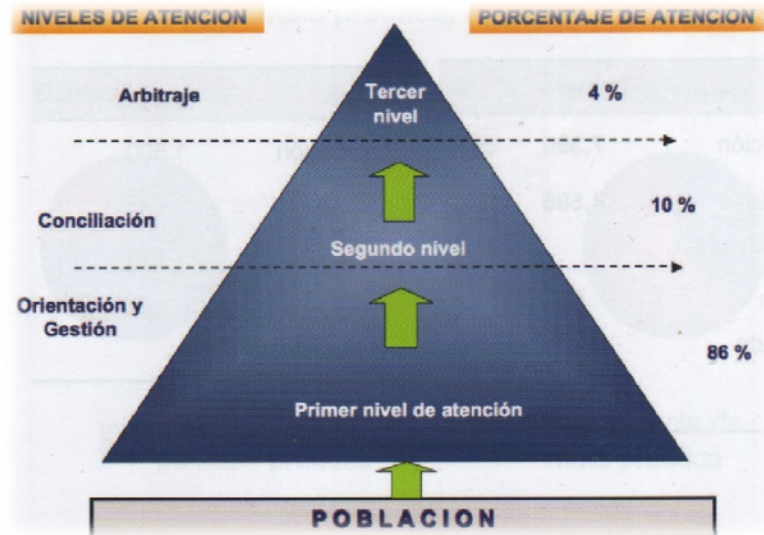 NIVELES DE ATENCION
PORCENTAJE DE ATENCION
Arbitraje
Tercer
nivel
4 %
Conciliación
Segundo nivel
10 %
Orientación y
Gestión
86 %
Primer nivel de atención
POBLACION